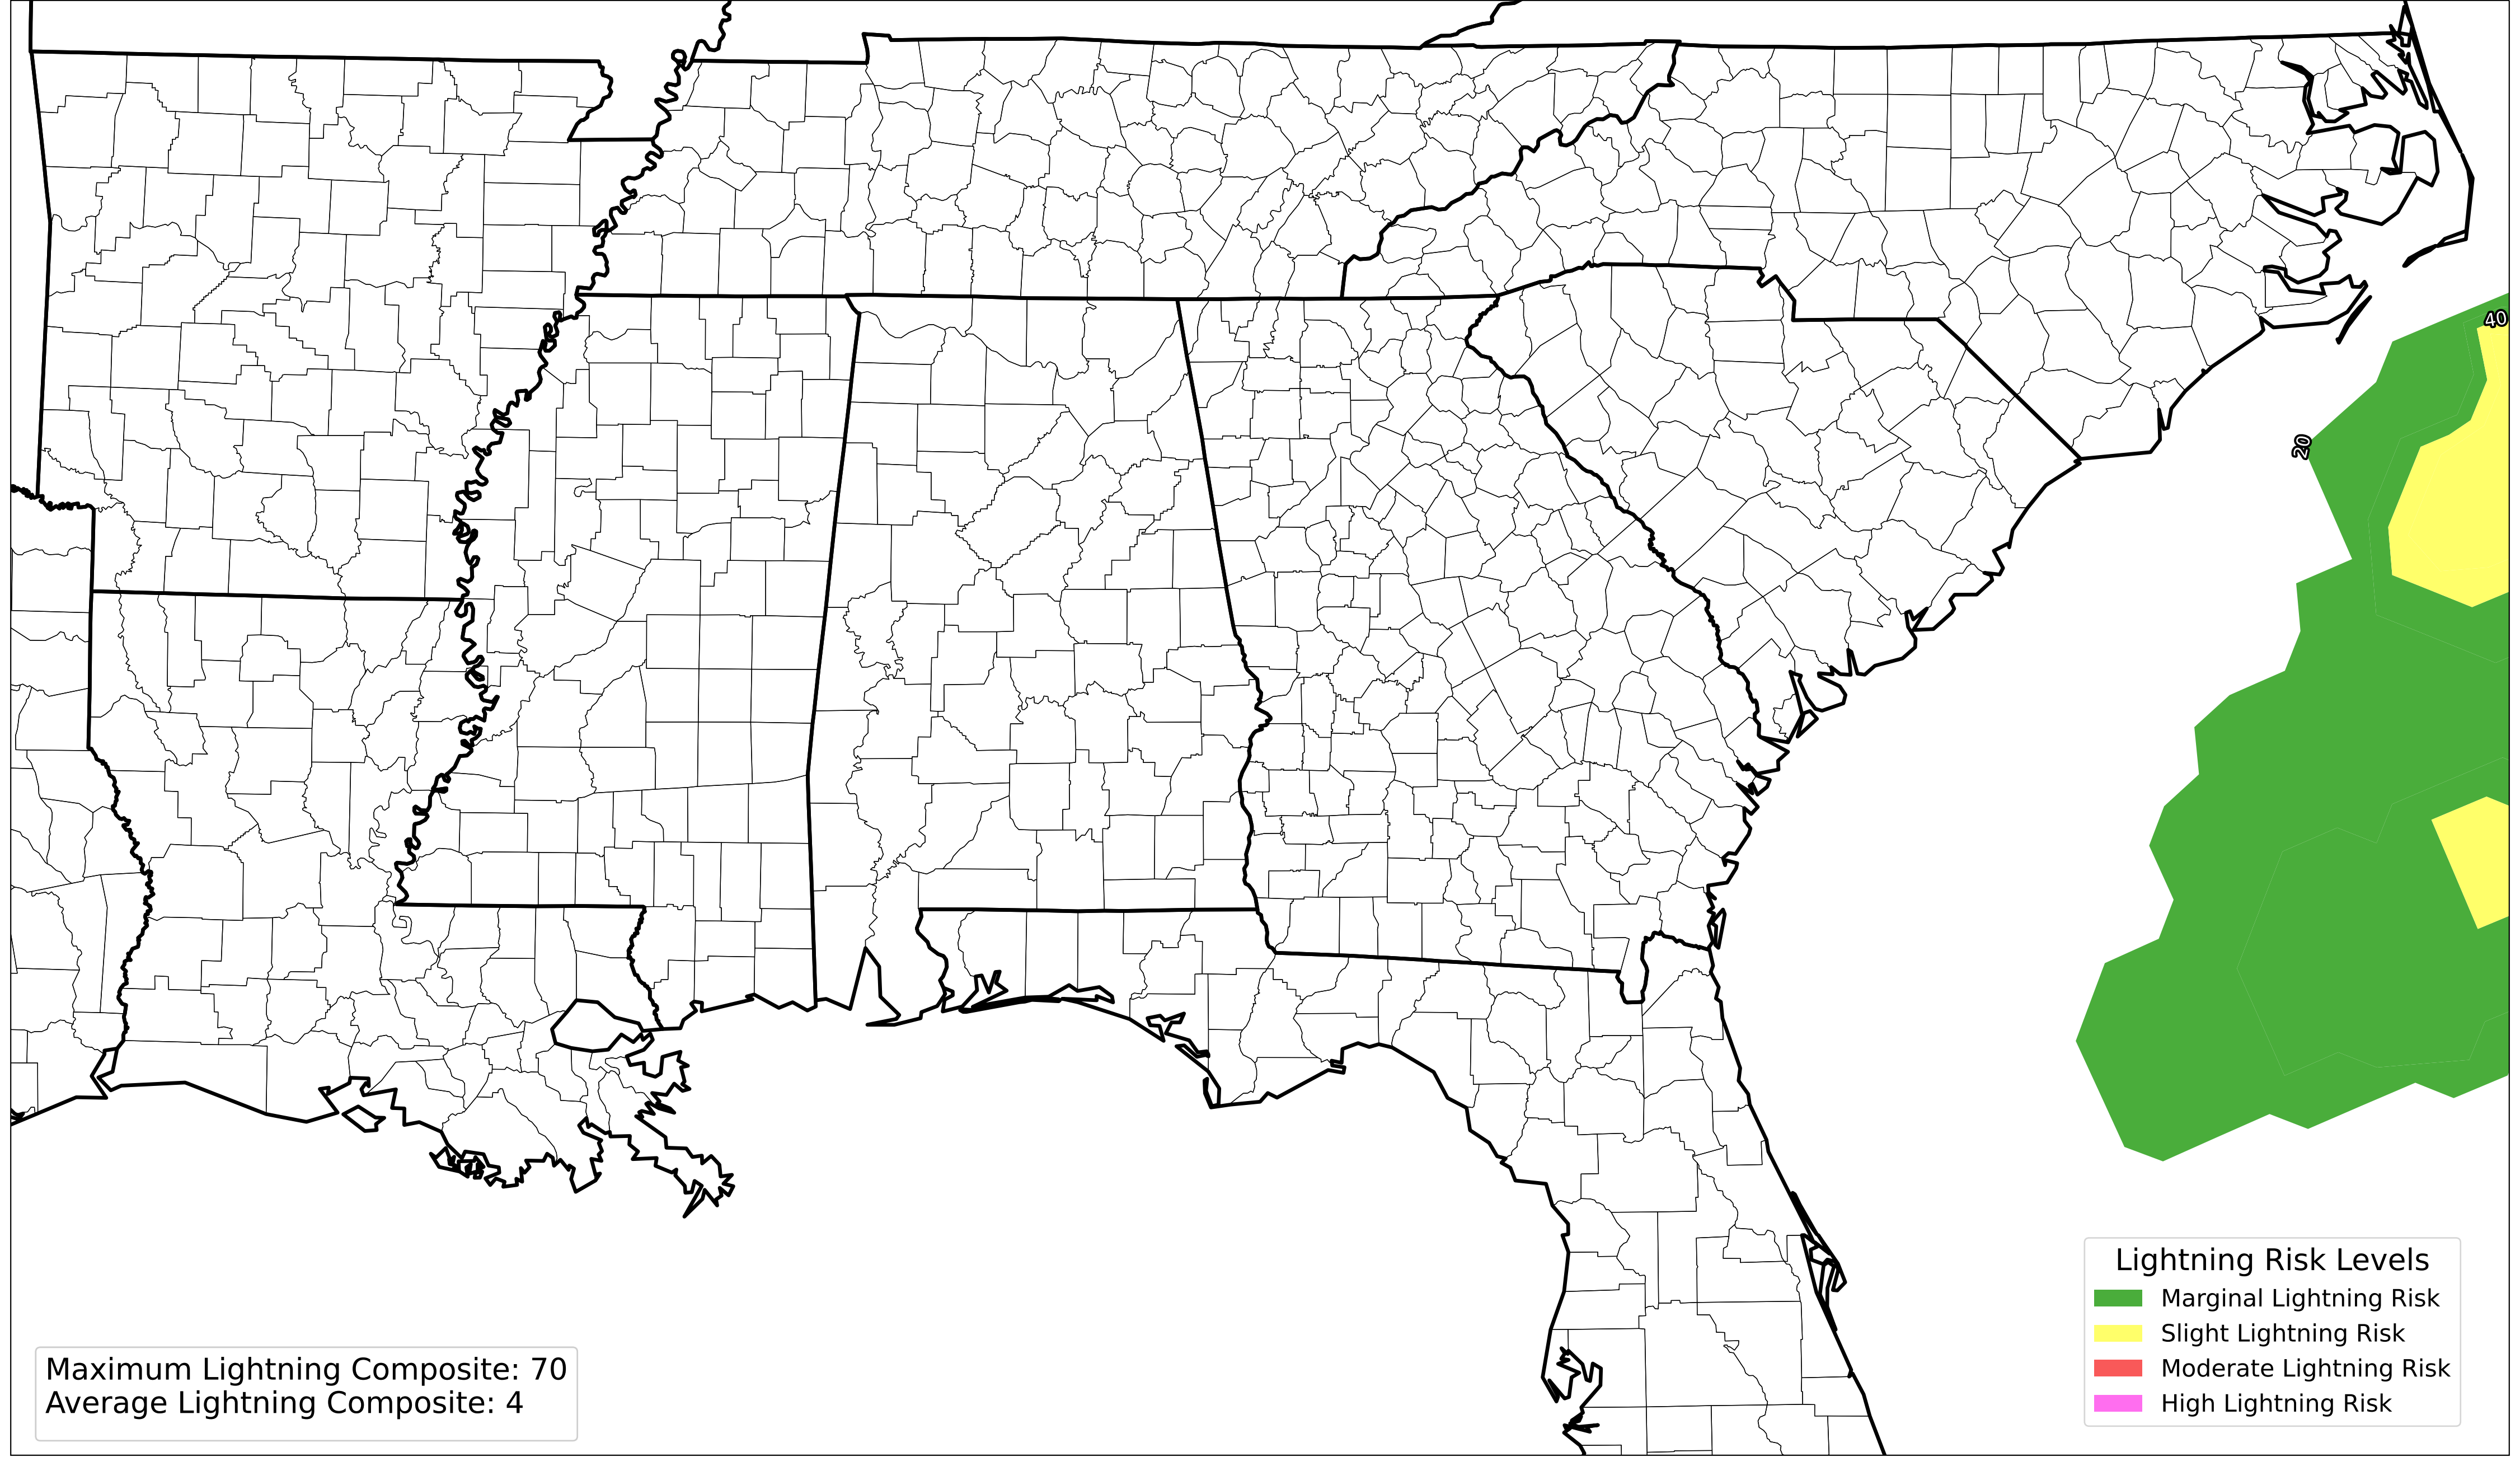 40
20
Lightning Risk Levels
Marginal Lightning Risk
Slight Lightning Risk
Moderate Lightning Risk
High Lightning Risk
Maximum Lightning Composite: 70
Average Lightning Composite: 4